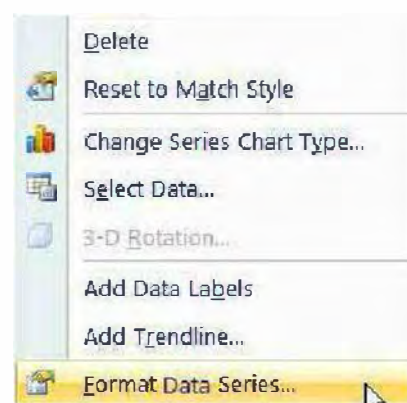 Delete
Reset to Match Style
Change Series Chart Type...
Select Data...
3-D Rotation...
Add Data Labels
Add Trendline...
Format Data Series...